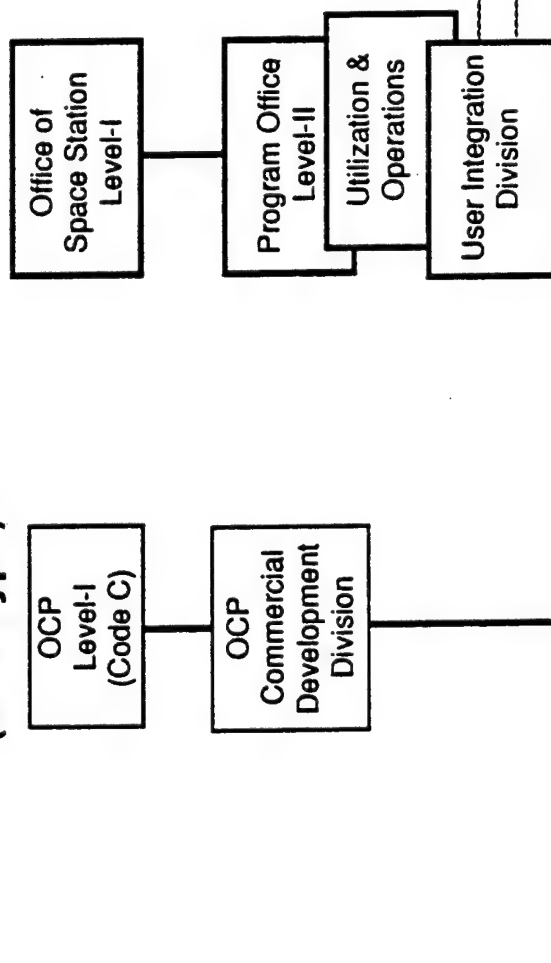 OCP
Level-I
(Code C)
OCP
Commercial
Development
Division
Office of
Space Station
Level-I
Program Office
Level-II
Utilization &
Operations
User Integration
Division